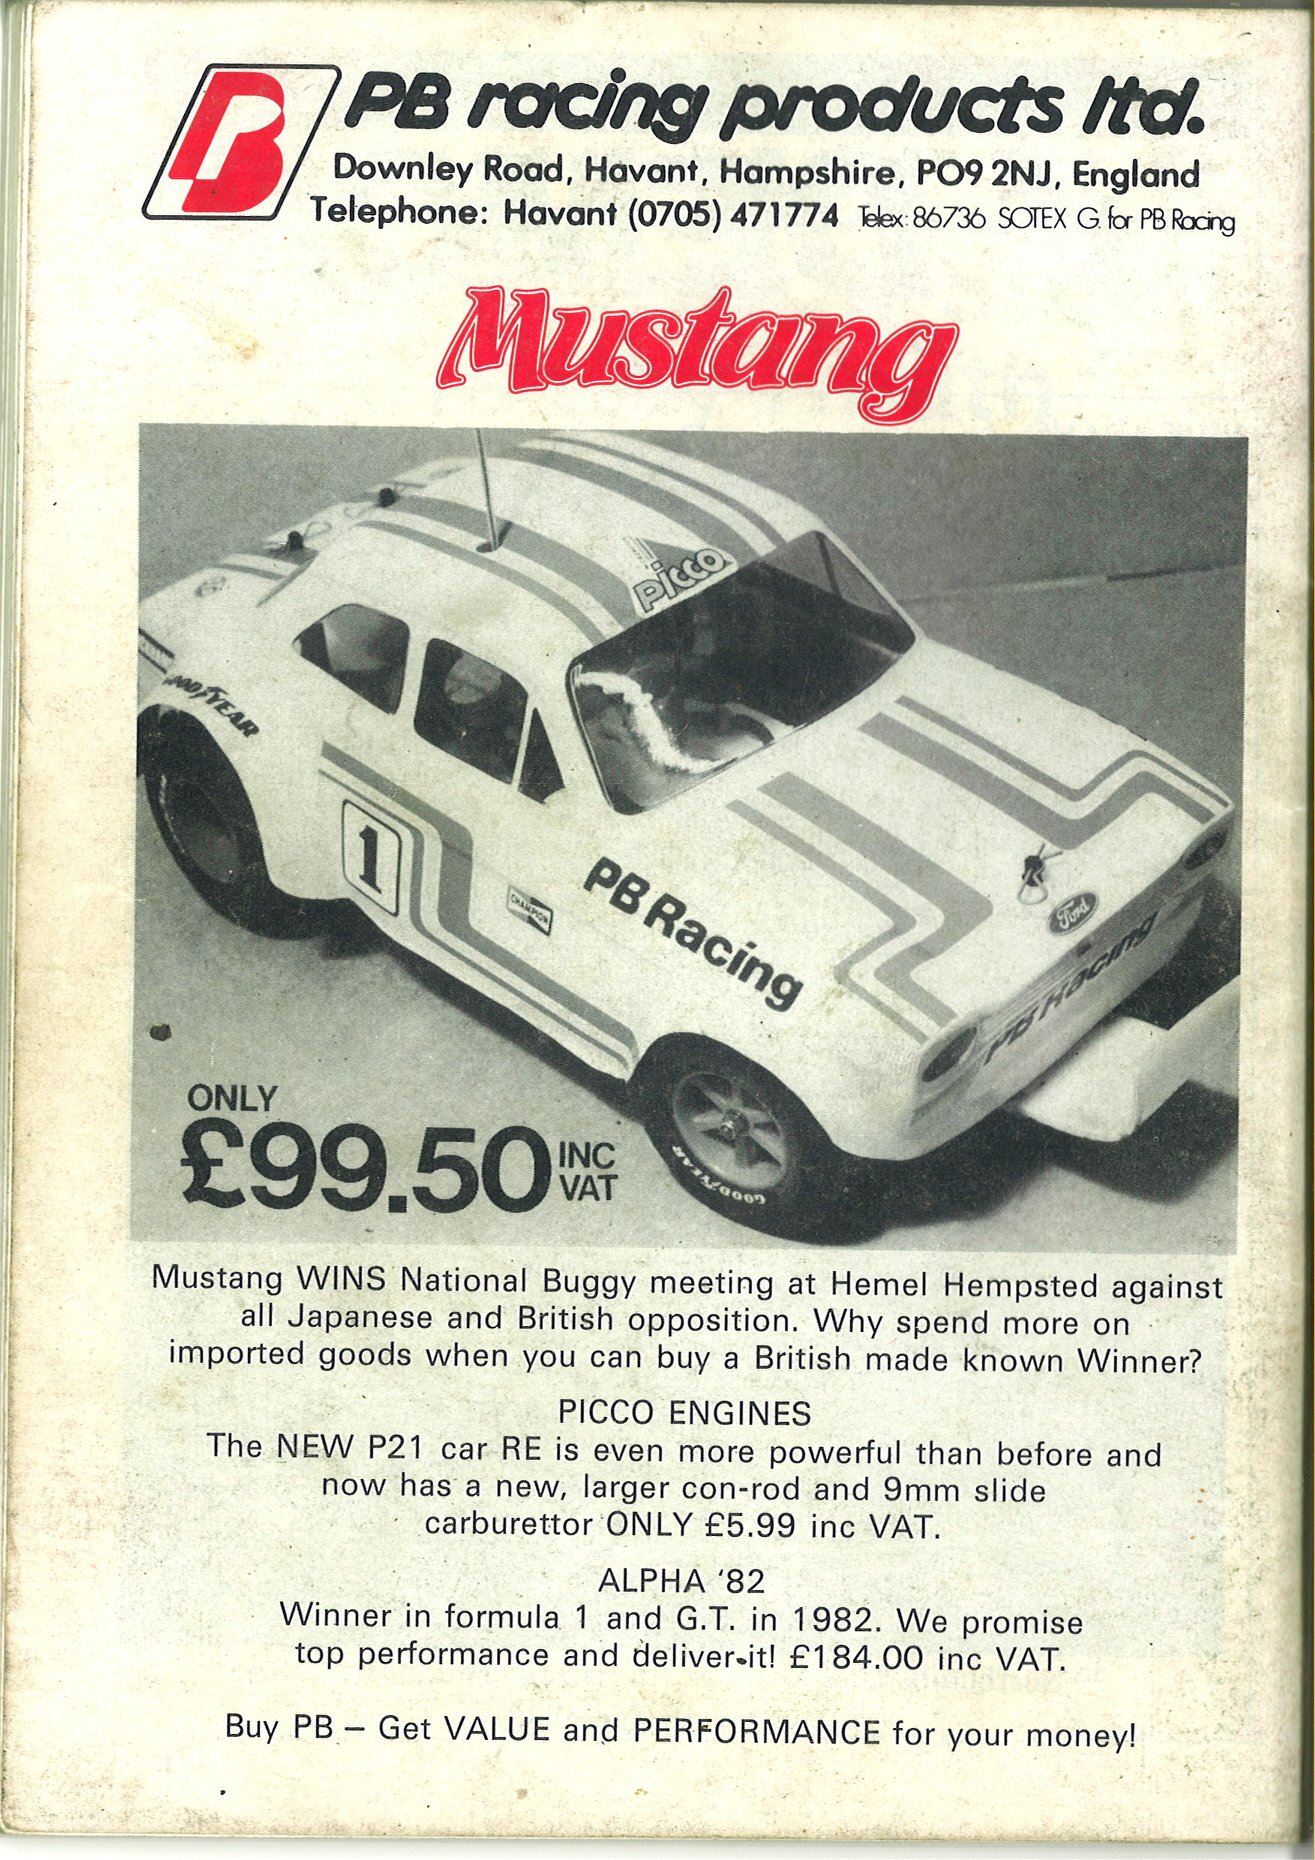 PB racing products ltd.
Downley Road, Havant, Hampshire, PO9 2NJ, England
Telephone: Havant (0705) 471774 Telex: 86736 SOTEX G. for PB Racing
Mustang
Picco
GOODYEAR
1
CHAMPION
PB Racing
Ford
PB Racing
GOODYEAR
ONLY
£99.50 INC
VAT
Mustang WINS National Buggy meeting at Hemel Hempsted against
all Japanese and British opposition. Why spend more on
imported goods when you can buy a British made known Winner?
PICCO ENGINES
The NEW P21 car RE is even more powerful than before and
now has a new, larger con-rod and 9mm slide
carburettor ONLY £5.99 inc VAT.
ALPHA '82
Winner in formula 1 and G.T. in 1982. We promise
top performance and deliver it! £184.00 inc VAT.
Buy PB – Get VALUE and PERFORMANCE for your money!